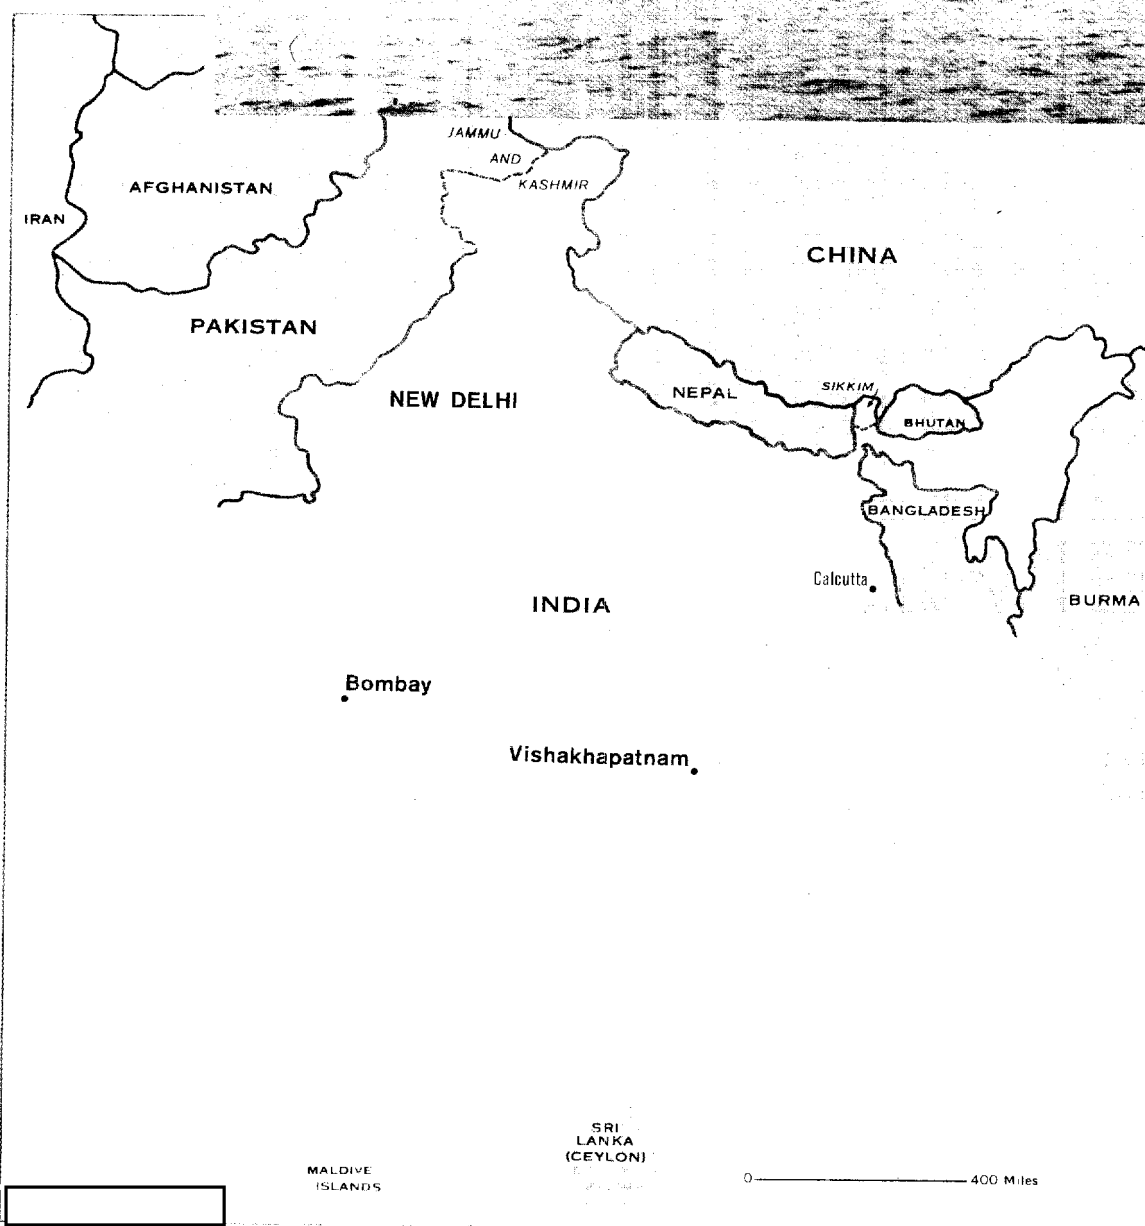 JAMMU
AND
KASHMIR
AFGHANISTAN
IRAN
CHINA
PAKISTAN
NEW DELHI
NEPAL
SIKKIM
BHUTAN
BANGLADESH
Calcutta
INDIA
BURMA
Bombay
Vishakhapatnam
SRI
LANKA
(CEYLON)
MALDIVE
ISLANDS
0 400 Miles